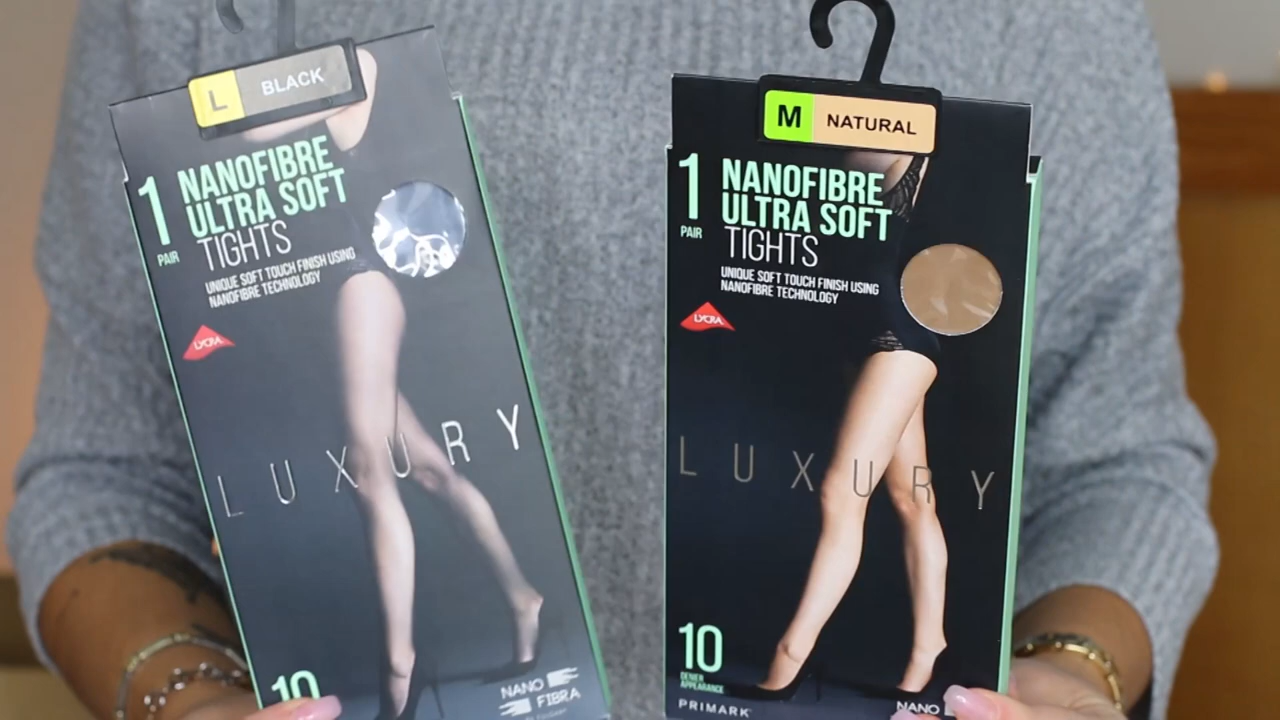 L BLACK
1
PAIR
NANOFIBRE
ULTRA SOFT
TIGHTS
UNIQUE SOFT TOUCH FINISH USING
NANOFIBRE TECHNOLOGY
LYCRA
LUXURY
10
NANO
FIBRA
M NATURAL
1
PAIR
NANOFIBRE
ULTRA SOFT
TIGHTS
UNIQUE SOFT TOUCH FINISH USING
NANOFIBRE TECHNOLOGY
LYCRA
LUXURY
10
DENIER
APPEARANCE
PRIMARK
NANO